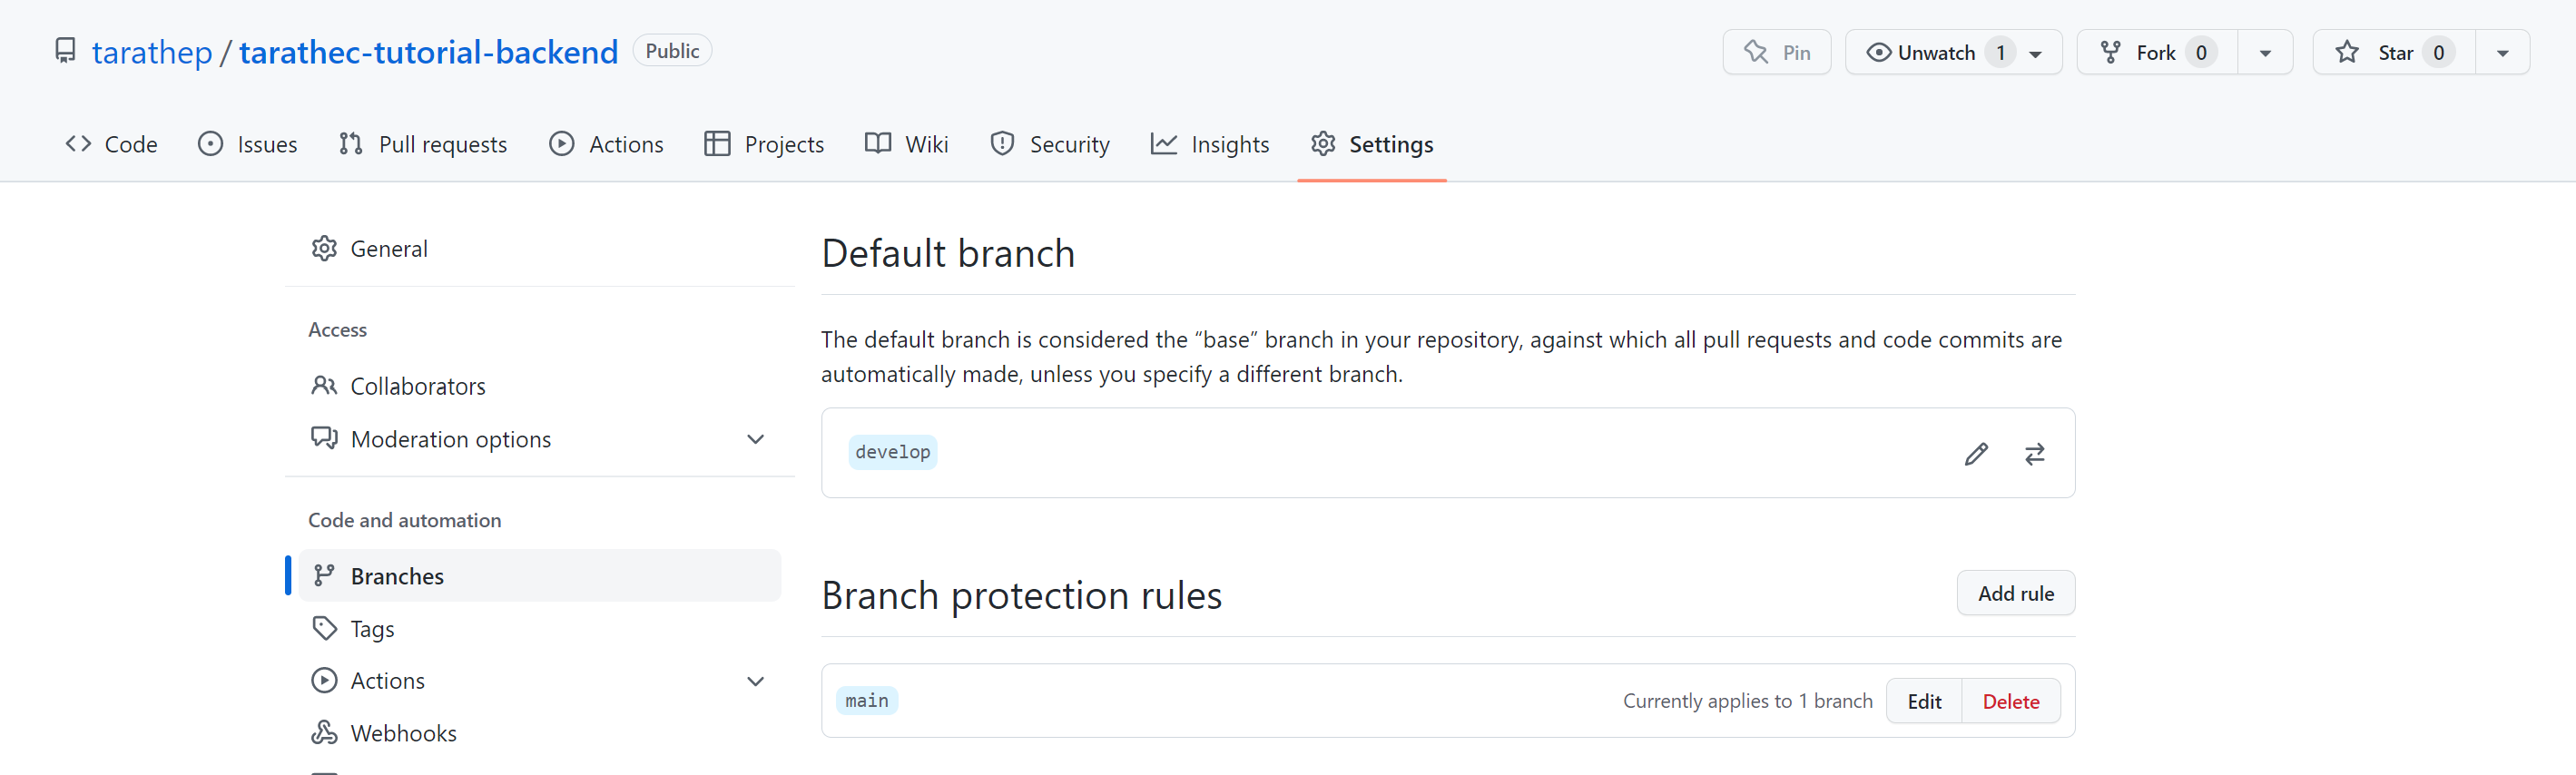 tarathep / tarathec-tutorial-backend Public
Pin Unwatch 1 Fork 0 Star 0
Code Issues Pull requests Actions Projects Wiki Security Insights Settings
General
Access
Collaborators
Moderation options
Code and automation
Branches
Tags
Actions
Webhooks
Default branch
The default branch is considered the “base” branch in your repository, against which all pull requests and code commits are
automatically made, unless you specify a different branch.
develop
Branch protection rules
Add rule
main
Currently applies to 1 branch
Edit Delete